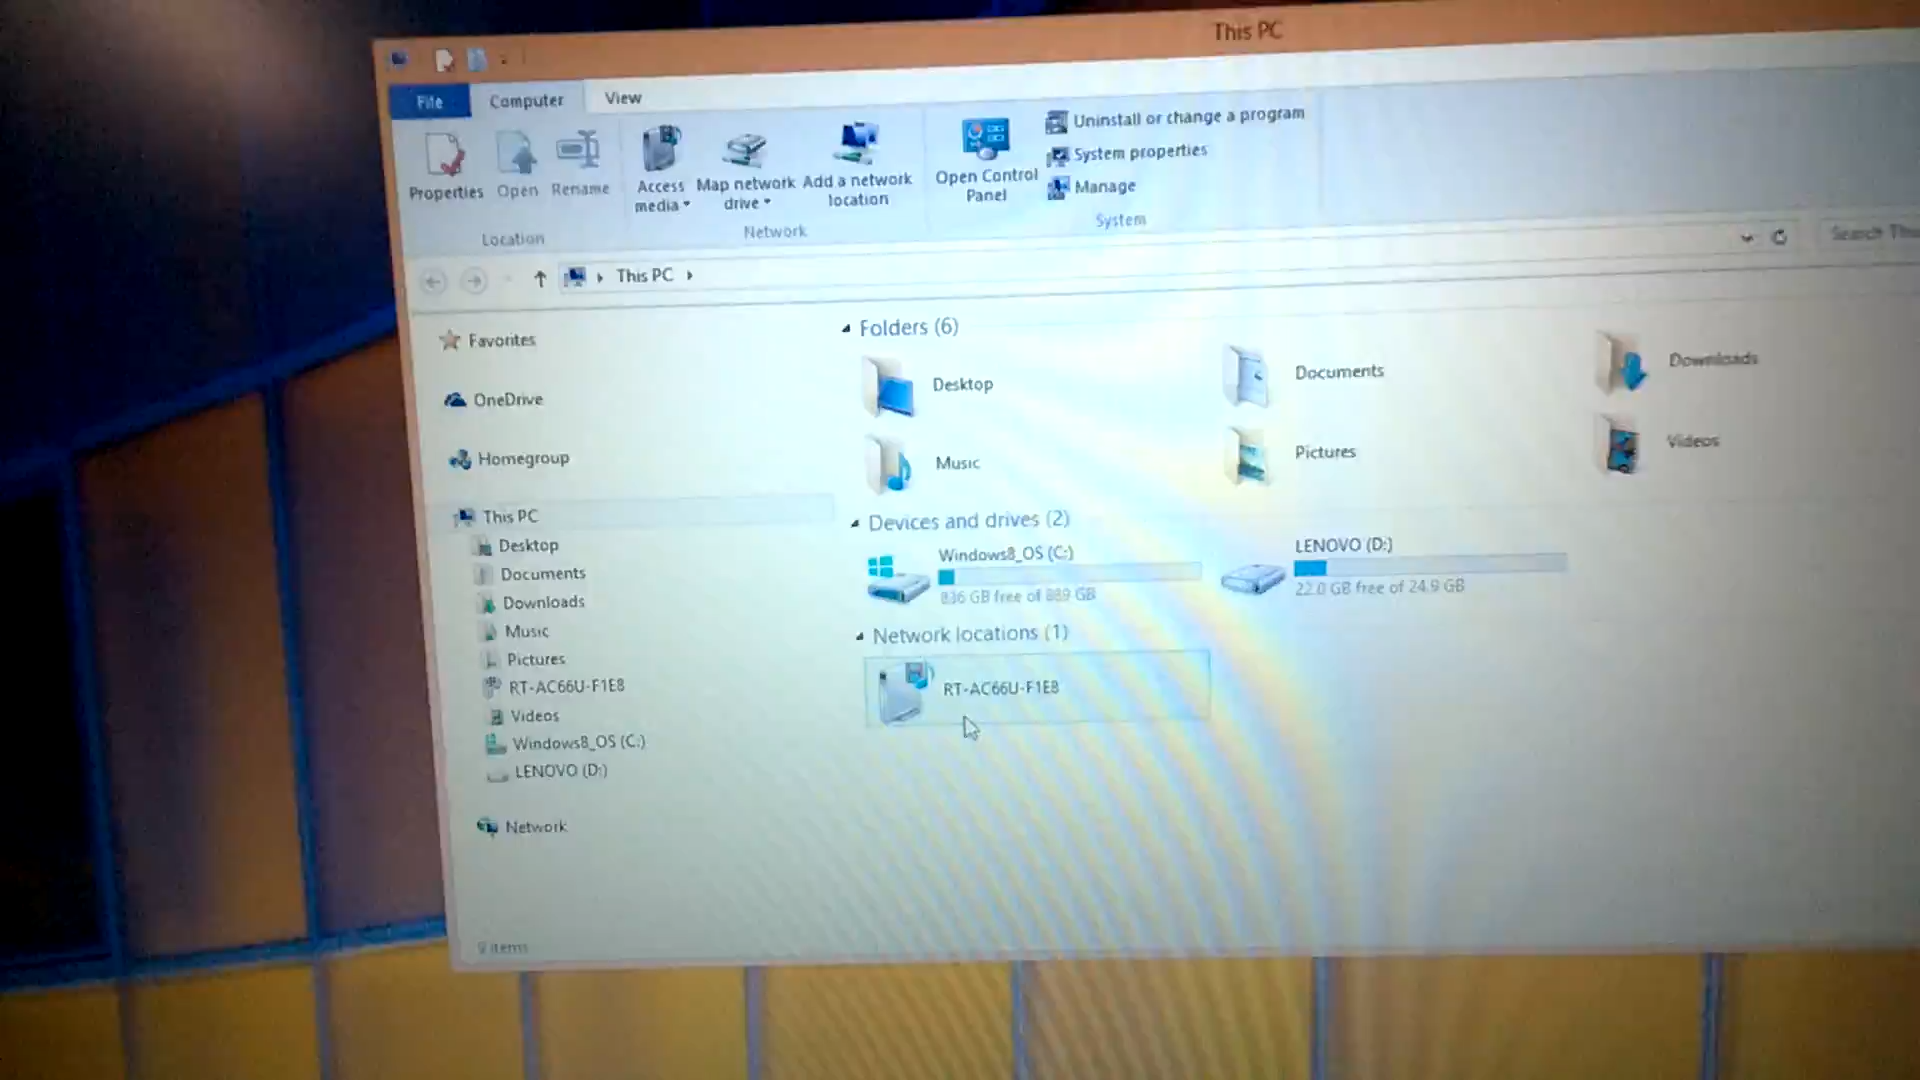 This PC
File Computer View
Properties Open Rename
Access media Map network drive Add a network location
Open Control Panel
Uninstall or change a program
System properties
Manage
Location Network System
This PC
Search
Favorites
OneDrive
Homegroup
This PC
Desktop
Documents
Downloads
Music
Pictures
RT-AC66U-F1E8
Videos
Windows8_OS (C:)
LENOVO (D:)
Network
Folders (6)
Desktop Documents Downloads
Music Pictures Videos
Devices and drives (2)
Windows8_OS (C:)
836 GB free of 889 GB
LENOVO (D:)
22.0 GB free of 24.9 GB
Network locations (1)
RT-AC66U-F1E8
9 items